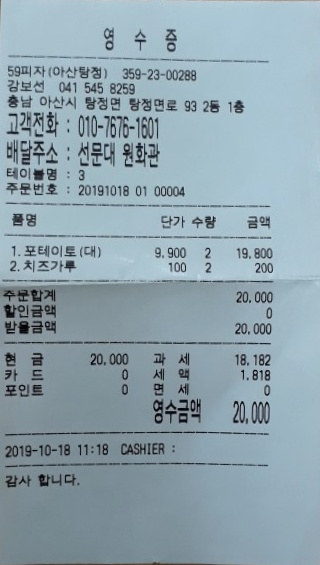 영 수 증
59피자(아산탕정) 359-23-00288
강보선 041 545 8259
충남 아산시 탕정면 탕정면로 93 2동 1층
고객전화 : 010-7676-1601
배달주소 : 선문대 원화관
테이블명 : 3
주문번호 : 20191018 01 00004
품명 단가 수량 금액
1.포테이토(대) 9,900 2 19,800
2.치즈가루 100 2 200
주문합계 20,000
할인금액 0
받을금액 20,000
현 금 20,000 과 세 18,182
카 드 0 세 액 1,818
포인트 0 면 세 0
영수금액 20,000
2019-10-18 11:18 CASHIER :
감사 합니다.